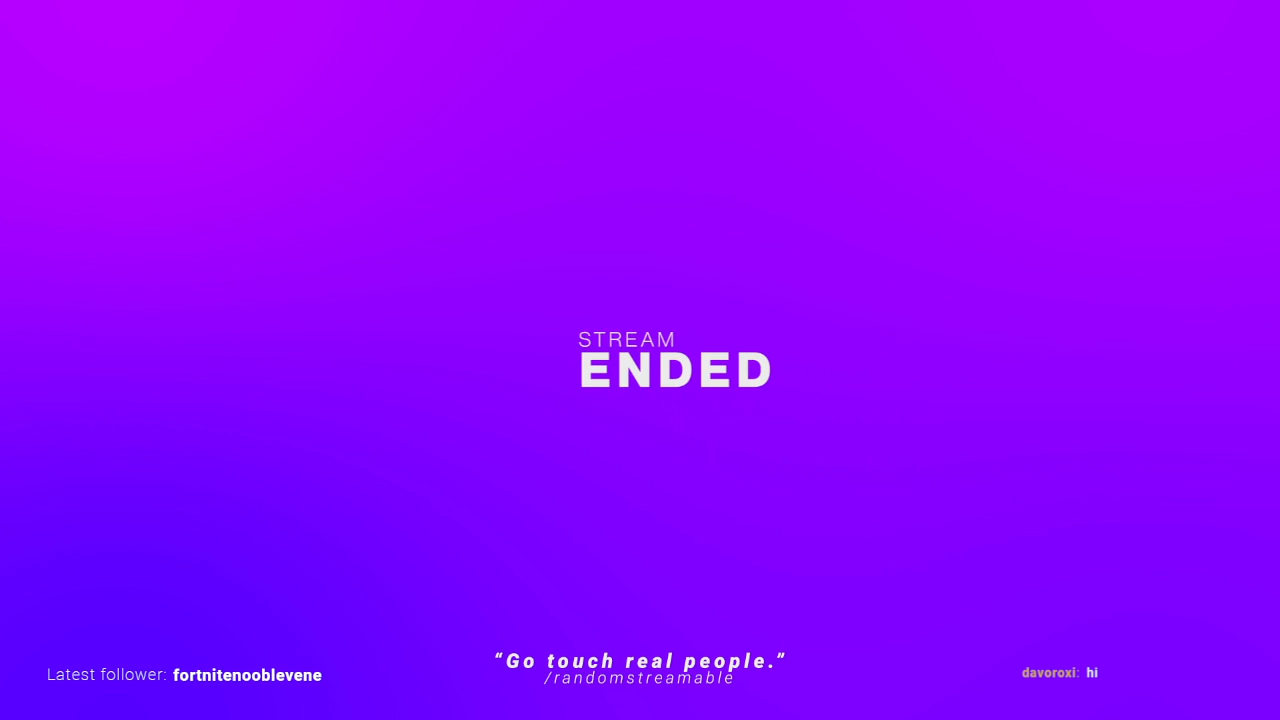 STREAM
ENDED
Latest follower: fortnitenooblevene
“Go touch real people.”
/randomstreamable
davoroxi: hi